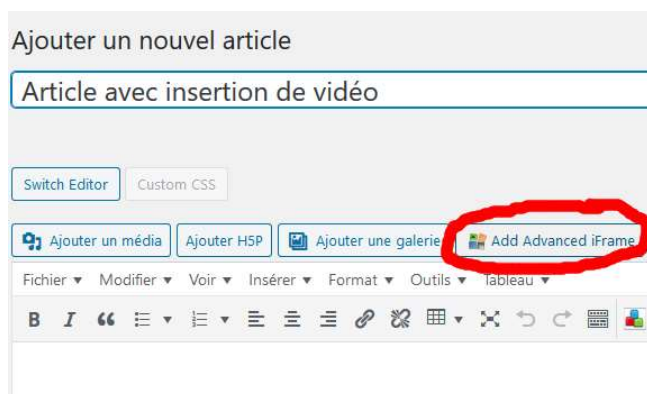 Ajouter un nouvel article
Article avec insertion de vidéo
Switch Editor Custom CSS
Ajouter un média Ajouter H5P Ajouter une galerie Add Advanced iFrame
Fichier Modifier Voir Insérer Format Outils Tableau
B I